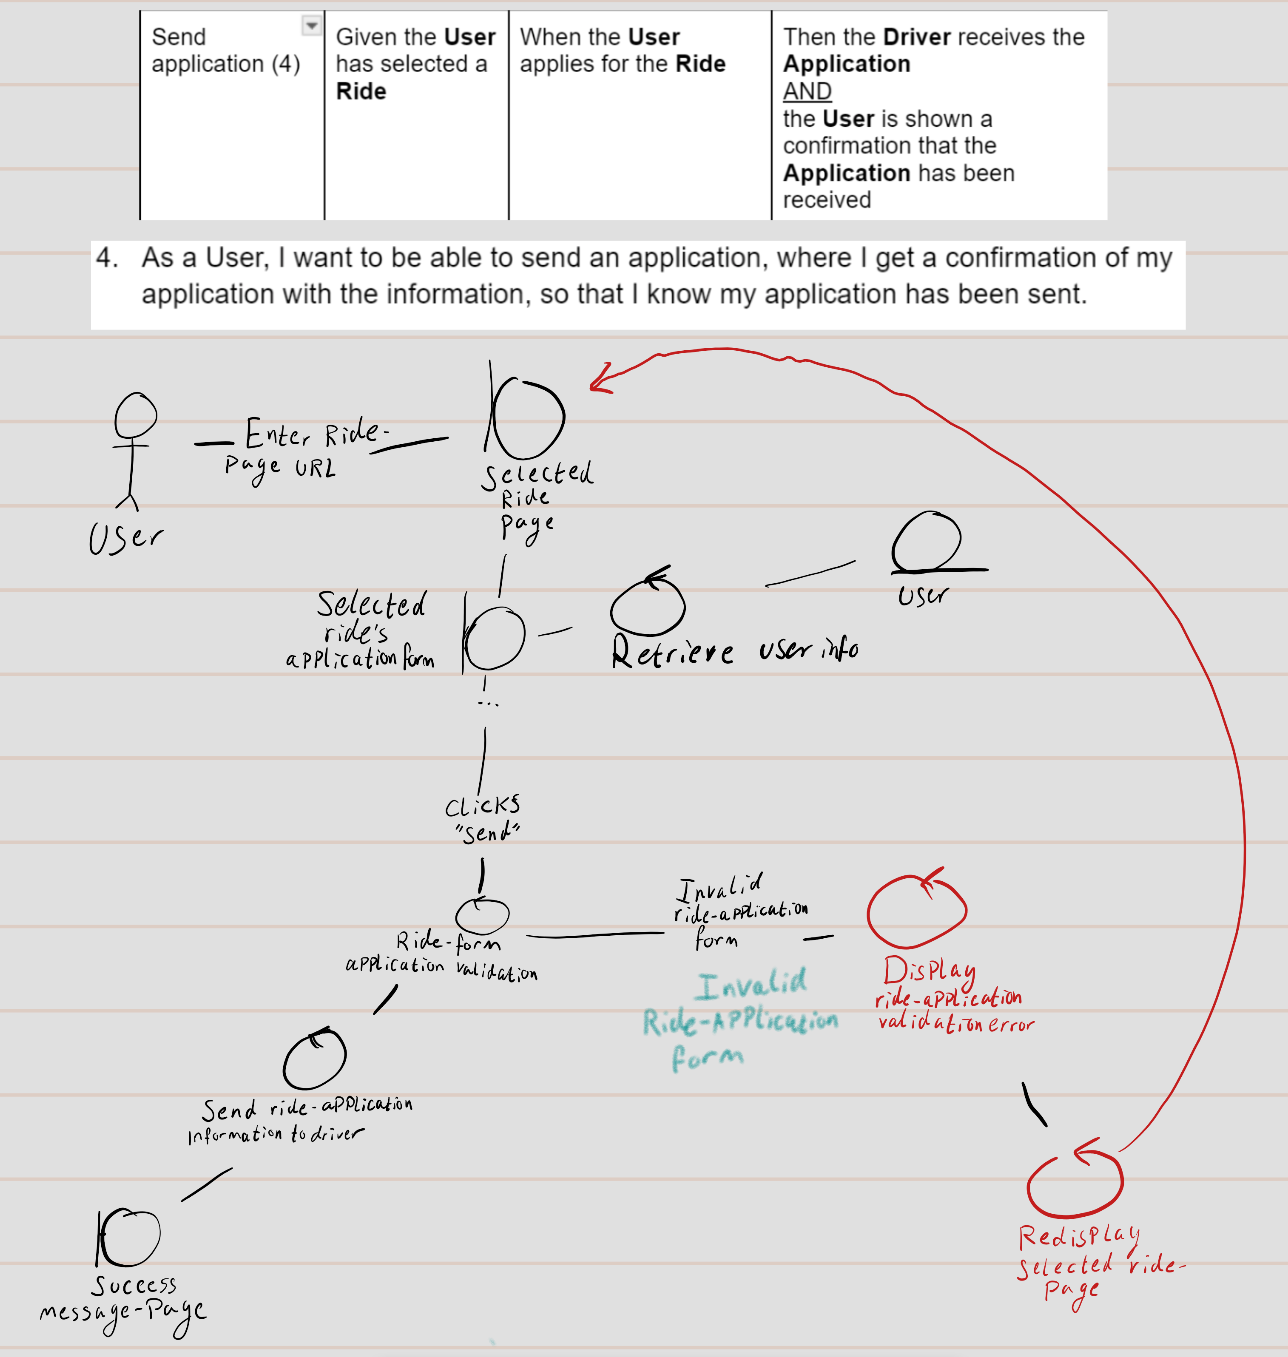 Send
application (4)
Given the User
has selected a
Ride
When the User
applies for the Ride
Then the Driver receives the
Application
AND
the User is shown a
confirmation that the
Application has been
received
4. As a User, I want to be able to send an application, where I get a confirmation of my
application with the information, so that I know my application has been sent.
User
Enter Ride-
Page URL
Selected
Ride
Page
Selected
ride's
application form
Retrieve user info
User
...
Clicks
"Send"
Ride-form
application validation
Invalid
ride-application
form
Invalid
Ride-Application
form
Display
ride-application
validation error
Send ride-application
Information to driver
Success
message-Page
Redisplay
Selected ride-
Page